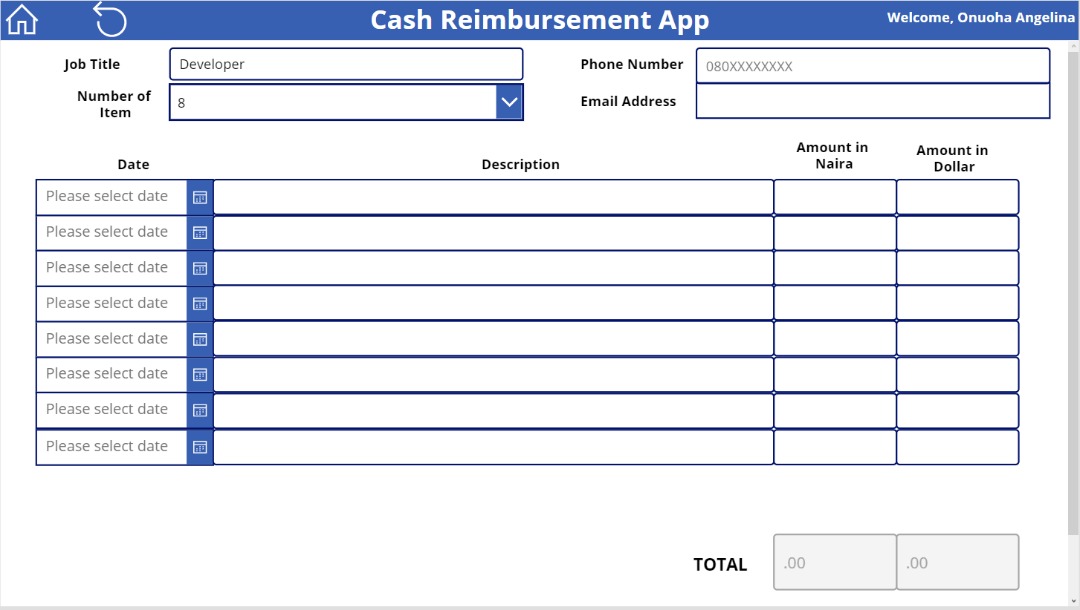 Cash Reimbursement App
Welcome, Onuoha Angelina
Job Title
Developer
Phone Number
080XXXXXXXX
Number of
Item
8
Email Address
Date
Description
Amount in
Naira
Amount in
Dollar
Please select date
Please select date
Please select date
Please select date
Please select date
Please select date
Please select date
Please select date
TOTAL
.00
.00